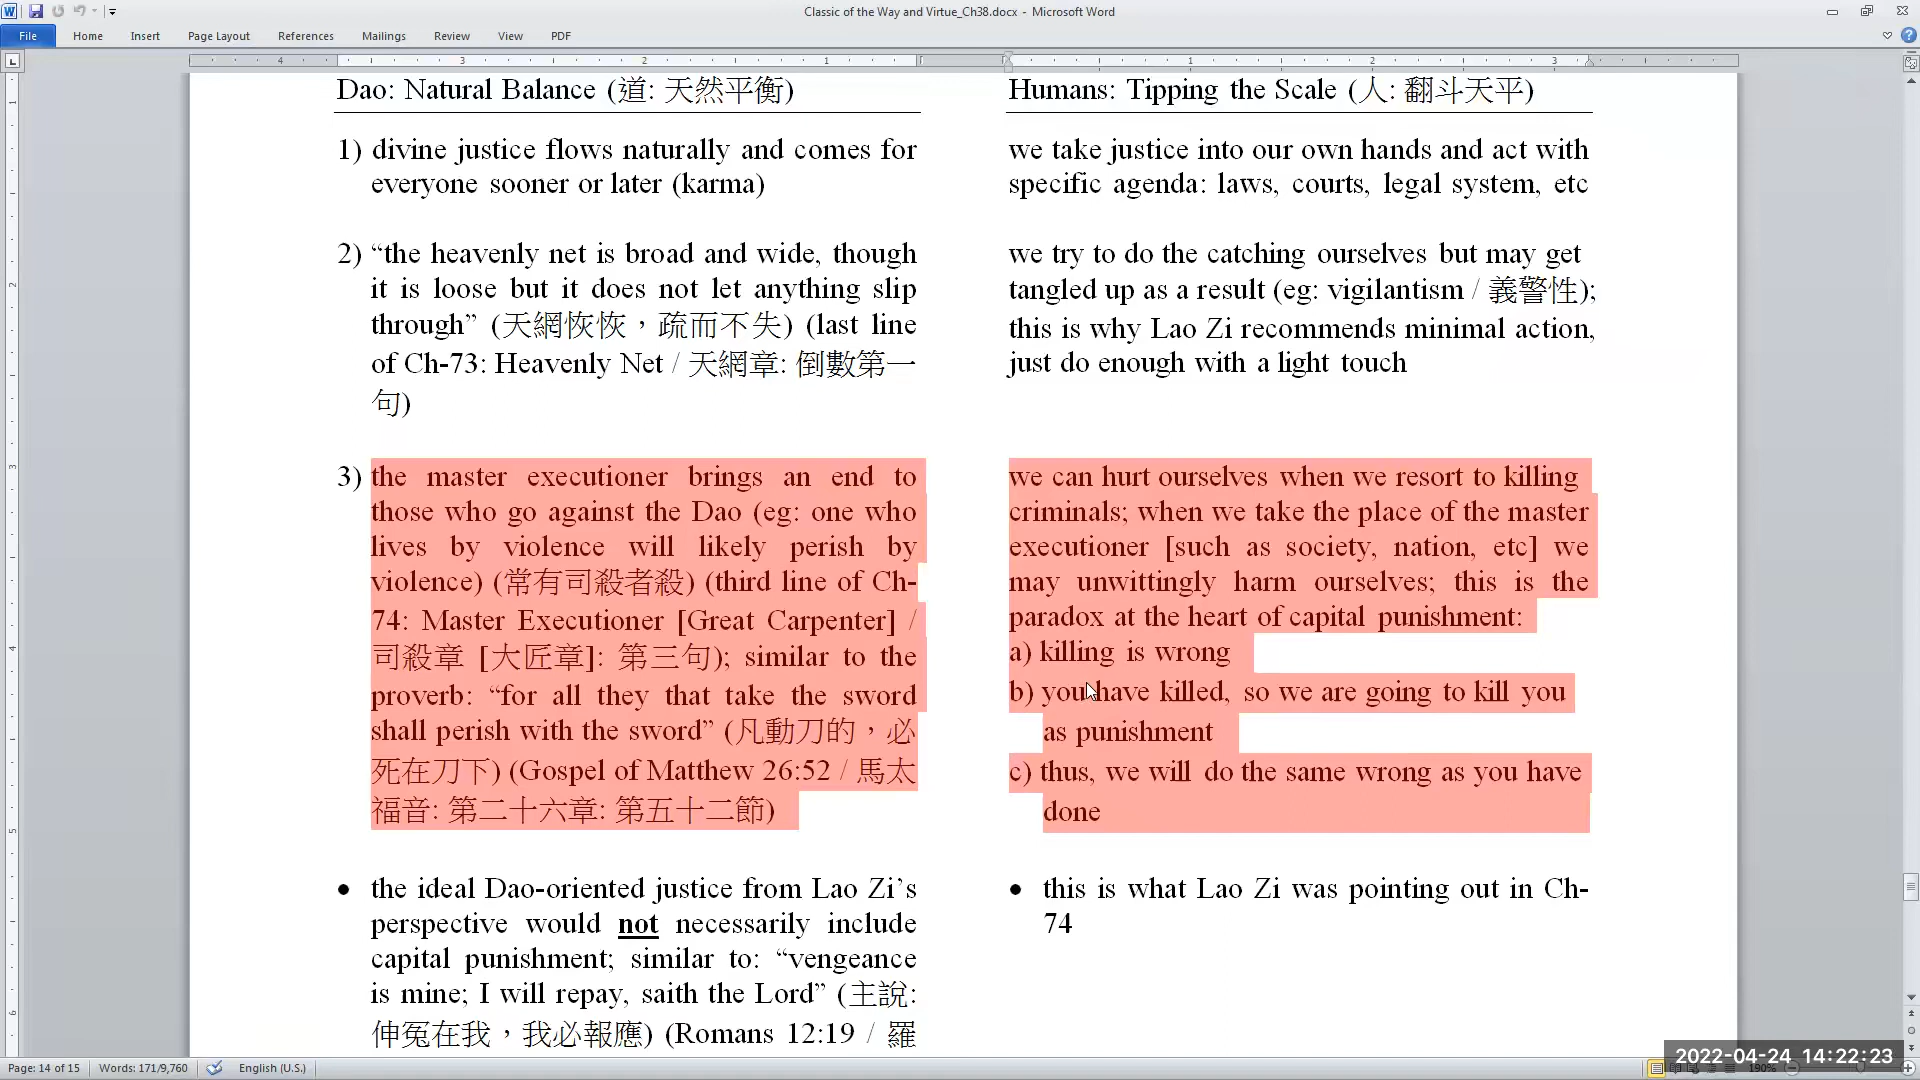 Classic of the Way and Virtue_Ch38.docx - Microsoft Word
File Home Insert Page Layout References Mailings Review View PDF
Dao: Natural Balance (道: 天然平衡)
1) divine justice flows naturally and comes for
everyone sooner or later (karma)
2) “the heavenly net is broad and wide, though
it is loose but it does not let anything slip
through” (天網恢恢，疏而不失) (last line
of Ch-73: Heavenly Net / 天網章: 倒數第一
句)
3) the master executioner brings an end to
those who go against the Dao (eg: one who
lives by violence will likely perish by
violence) (常有司殺者殺) (third line of Ch-
74: Master Executioner [Great Carpenter] /
司殺章 [大匠章]: 第三句); similar to the
proverb: “for all they that take the sword
shall perish with the sword” (凡動刀的，必
死在刀下) (Gospel of Matthew 26:52 / 馬太
福音: 第二十六章: 第五十二節)
• the ideal Dao-oriented justice from Lao Zi’s
perspective would not necessarily include
capital punishment; similar to: “vengeance
is mine; I will repay, saith the Lord” (主說:
伸冤在我，我必報應) (Romans 12:19 / 羅
Humans: Tipping the Scale (人: 翻斗天平)
we take justice into our own hands and act with
specific agenda: laws, courts, legal system, etc
we try to do the catching ourselves but may get
tangled up as a result (eg: vigilantism / 義警性);
this is why Lao Zi recommends minimal action,
just do enough with a light touch
we can hurt ourselves when we resort to killing
criminals; when we take the place of the master
executioner [such as society, nation, etc] we
may unwittingly harm ourselves; this is the
paradox at the heart of capital punishment:
a) killing is wrong
b) you have killed, so we are going to kill you
as punishment
c) thus, we will do the same wrong as you have
done
• this is what Lao Zi was pointing out in Ch-
74
Page: 14 of 15 Words: 171/9,760 English (U.S.) 190%
2022-04-24 14:22:23